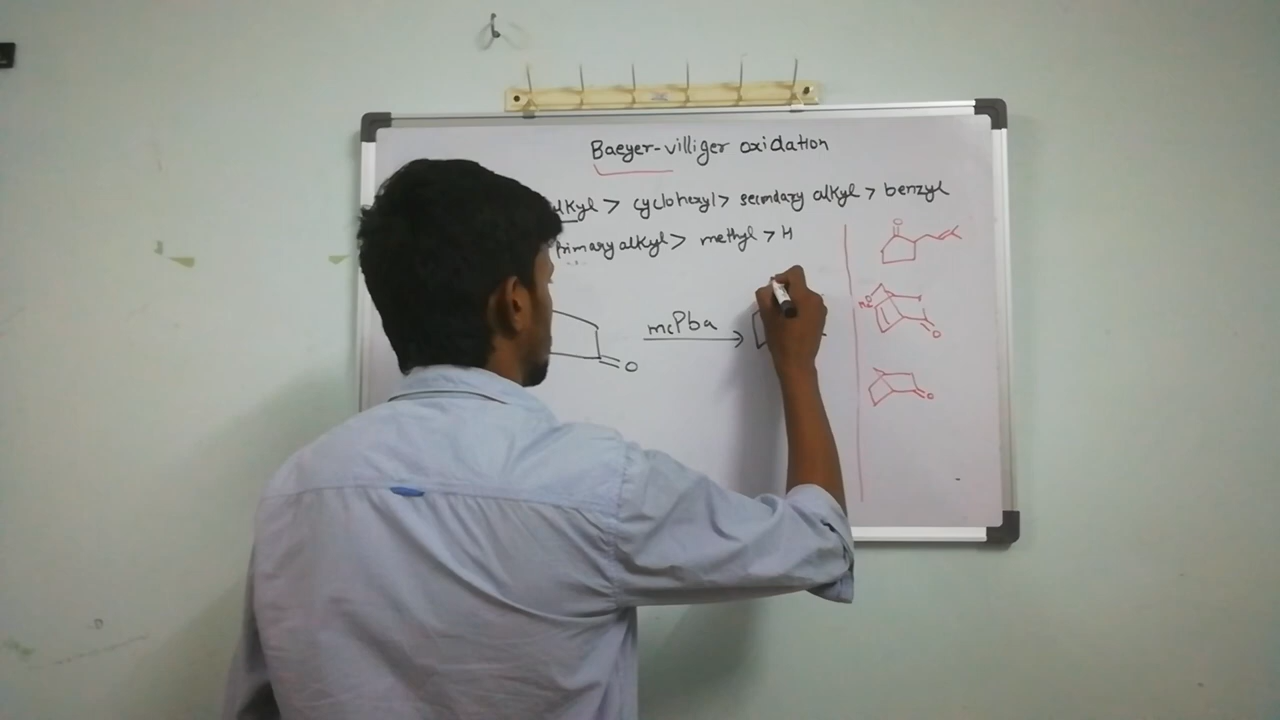 Baeyer-villiger oxidation
alkyl > cyclohexyl > secondary alkyl > benzyl
Primary alkyl > methyl > H
O
mcPba
O
O
O